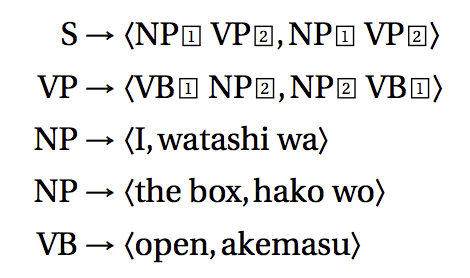 S → ⟨NP1 VP2, NP1 VP2⟩
VP → ⟨VB1 NP2, NP2 VB1⟩
NP → ⟨I, watashi wa⟩
NP → ⟨the box, hako wo⟩
VB → ⟨open, akemasu⟩